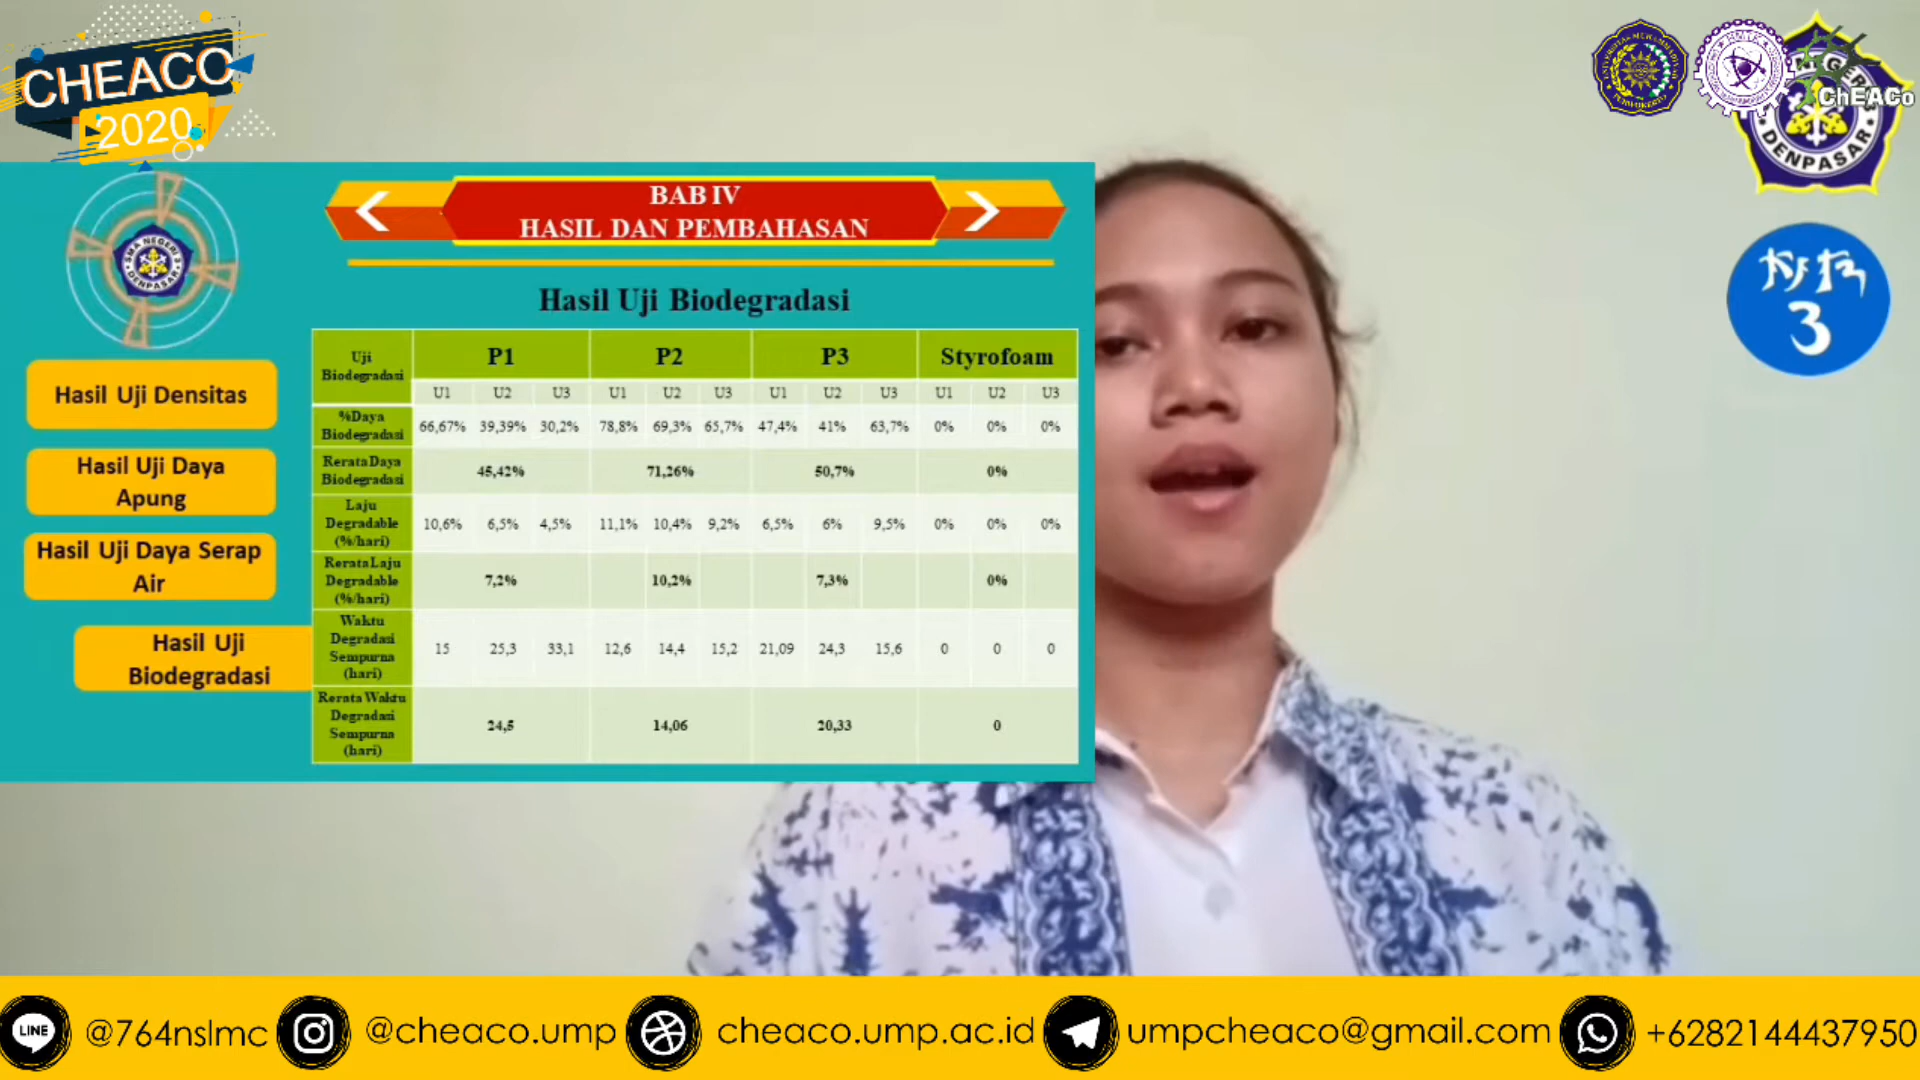 CHEACO
2020
ChEACo
DENPASAR
3
BAB IV
HASIL DAN PEMBAHASAN
SMA NEGERI 3
DENPASAR
Hasil Uji Densitas
Hasil Uji Daya
Apung
Hasil Uji Daya Serap
Air
Hasil Uji
Biodegradasi
Hasil Uji Biodegradasi
Uji Biodegradasi P1 P2 P3 Styrofoam
U1 U2 U3 U1 U2 U3 U1 U2 U3 U1 U2 U3
%Daya Biodegradasi 66,67% 39,39% 30,2% 78,8% 69,3% 65,7% 47,4% 41% 63,7% 0% 0% 0%
Rerata Daya Biodegradasi 45,42% 71,26% 50,7% 0%
Laju Degradable (%/hari) 10,6% 6,5% 4,5% 11,1% 10,4% 9,2% 6,5% 6% 9,5% 0% 0% 0%
Rerata Laju Degradable (%/hari) 7,2% 10,2% 7,3% 0%
Waktu Degradasi Sempurna (hari) 15 25,3 33,1 12,6 14,4 15,2 21,09 24,3 15,6 0 0 0
Rerata Waktu Degradasi Sempurna (hari) 24,5 14,06 20,33 0
LINE @764nslmc @cheaco.ump cheaco.ump.ac.id umpcheaco@gmail.com +6282144437950